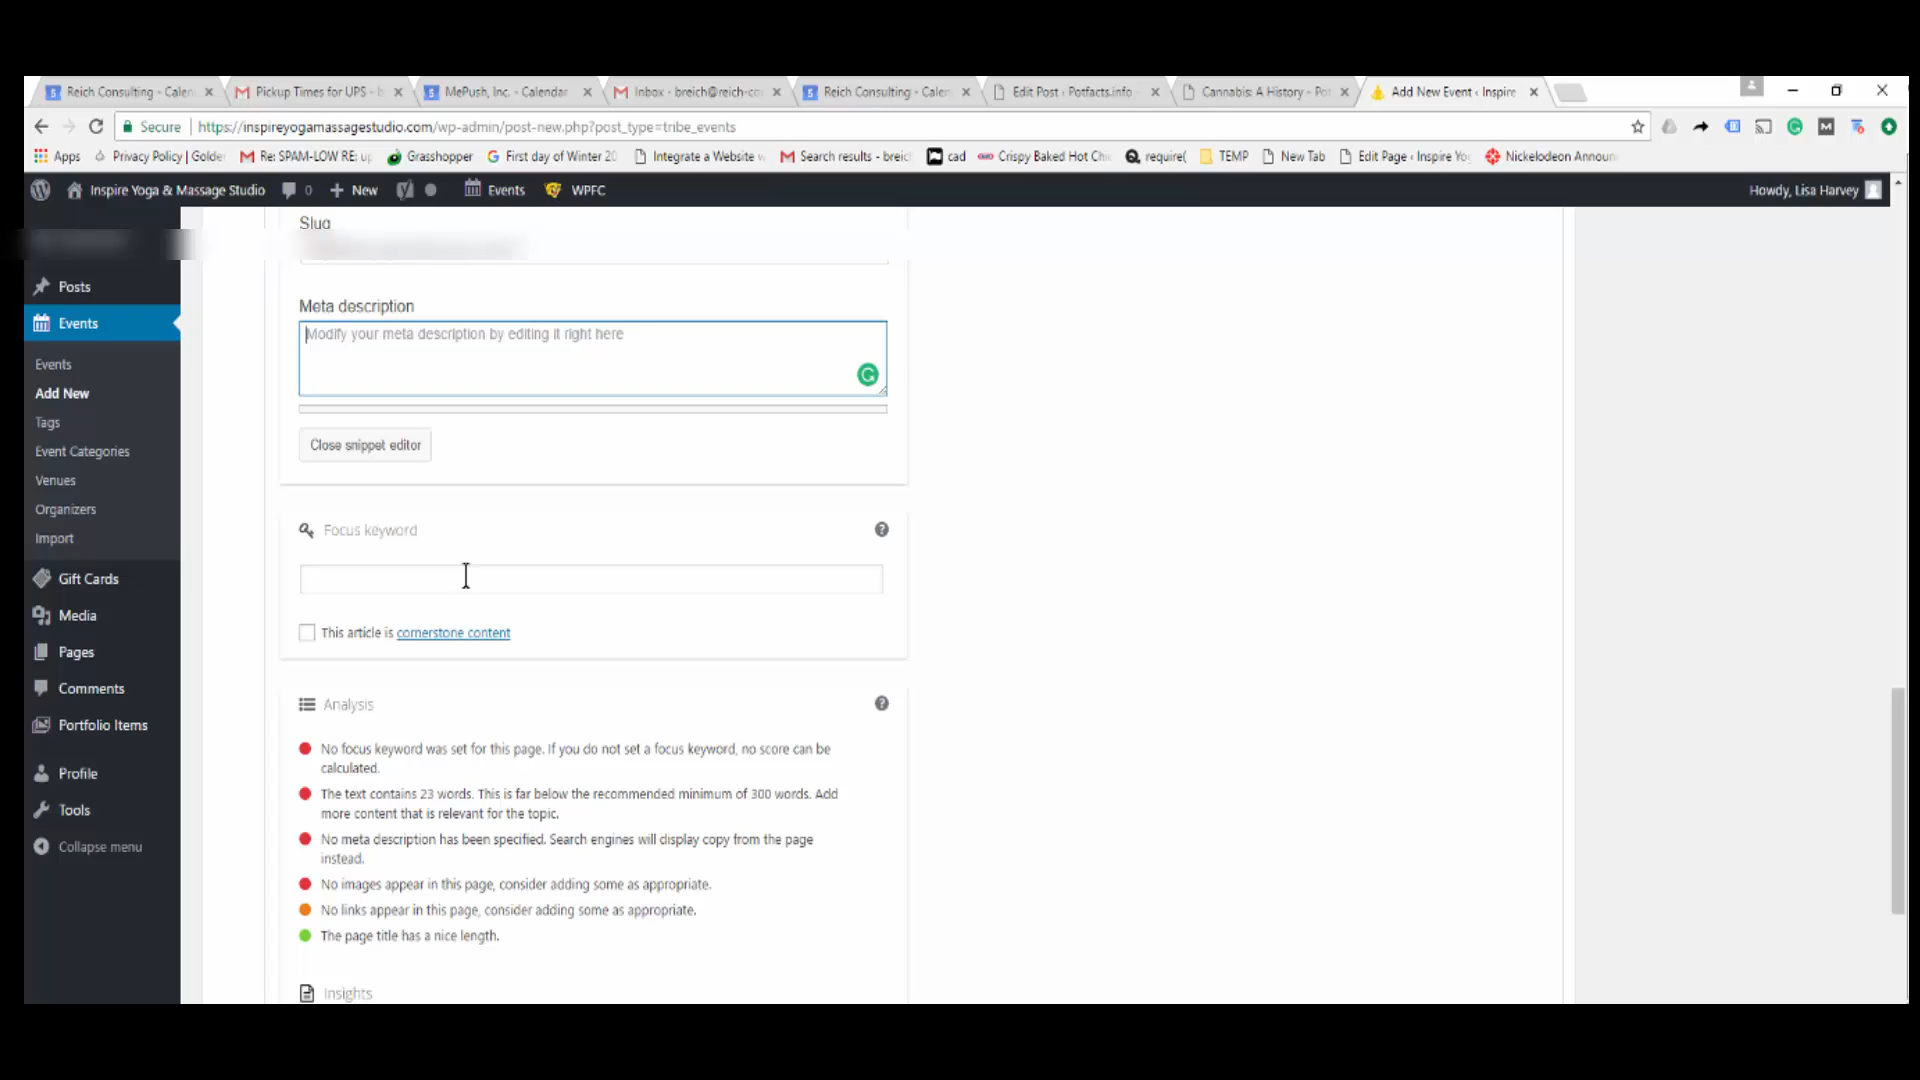 Reich Consulting - Calen
Pickup Times for UPS - b
MePush, Inc. - Calendar
Inbox - breich@reich-co
Reich Consulting - Calen
Edit Post ‹ Potfacts.info
Cannabis: A History - Pot
Add New Event ‹ Inspire
Secure
https://inspireyogamassagestudio.com/wp-admin/post-new.php?post_type=tribe_events
Apps
Privacy Policy | Golde
Re: SPAM-LOW RE: u
Grasshopper
First day of Winter 20
Integrate a Website
Search results - breic
cad
Crispy Baked Hot Chi
require(
TEMP
New Tab
Edit Page ‹ Inspire Yo
Nickelodeon Announ
Inspire Yoga & Massage Studio
0
New
Events
WPFC
Howdy, Lisa Harvey
Posts
Events
Events
Add New
Tags
Event Categories
Venues
Organizers
Import
Gift Cards
Media
Pages
Comments
Portfolio Items
Profile
Tools
Collapse menu
Slug
Meta description
Modify your meta description by editing it right here
Close snippet editor
Focus keyword
This article is cornerstone content
Analysis
No focus keyword was set for this page. If you do not set a focus keyword, no score can be
calculated.
The text contains 23 words. This is far below the recommended minimum of 300 words. Add
more content that is relevant for the topic.
No meta description has been specified. Search engines will display copy from the page
instead.
No images appear in this page, consider adding some as appropriate.
No links appear in this page, consider adding some as appropriate.
The page title has a nice length.
Insights